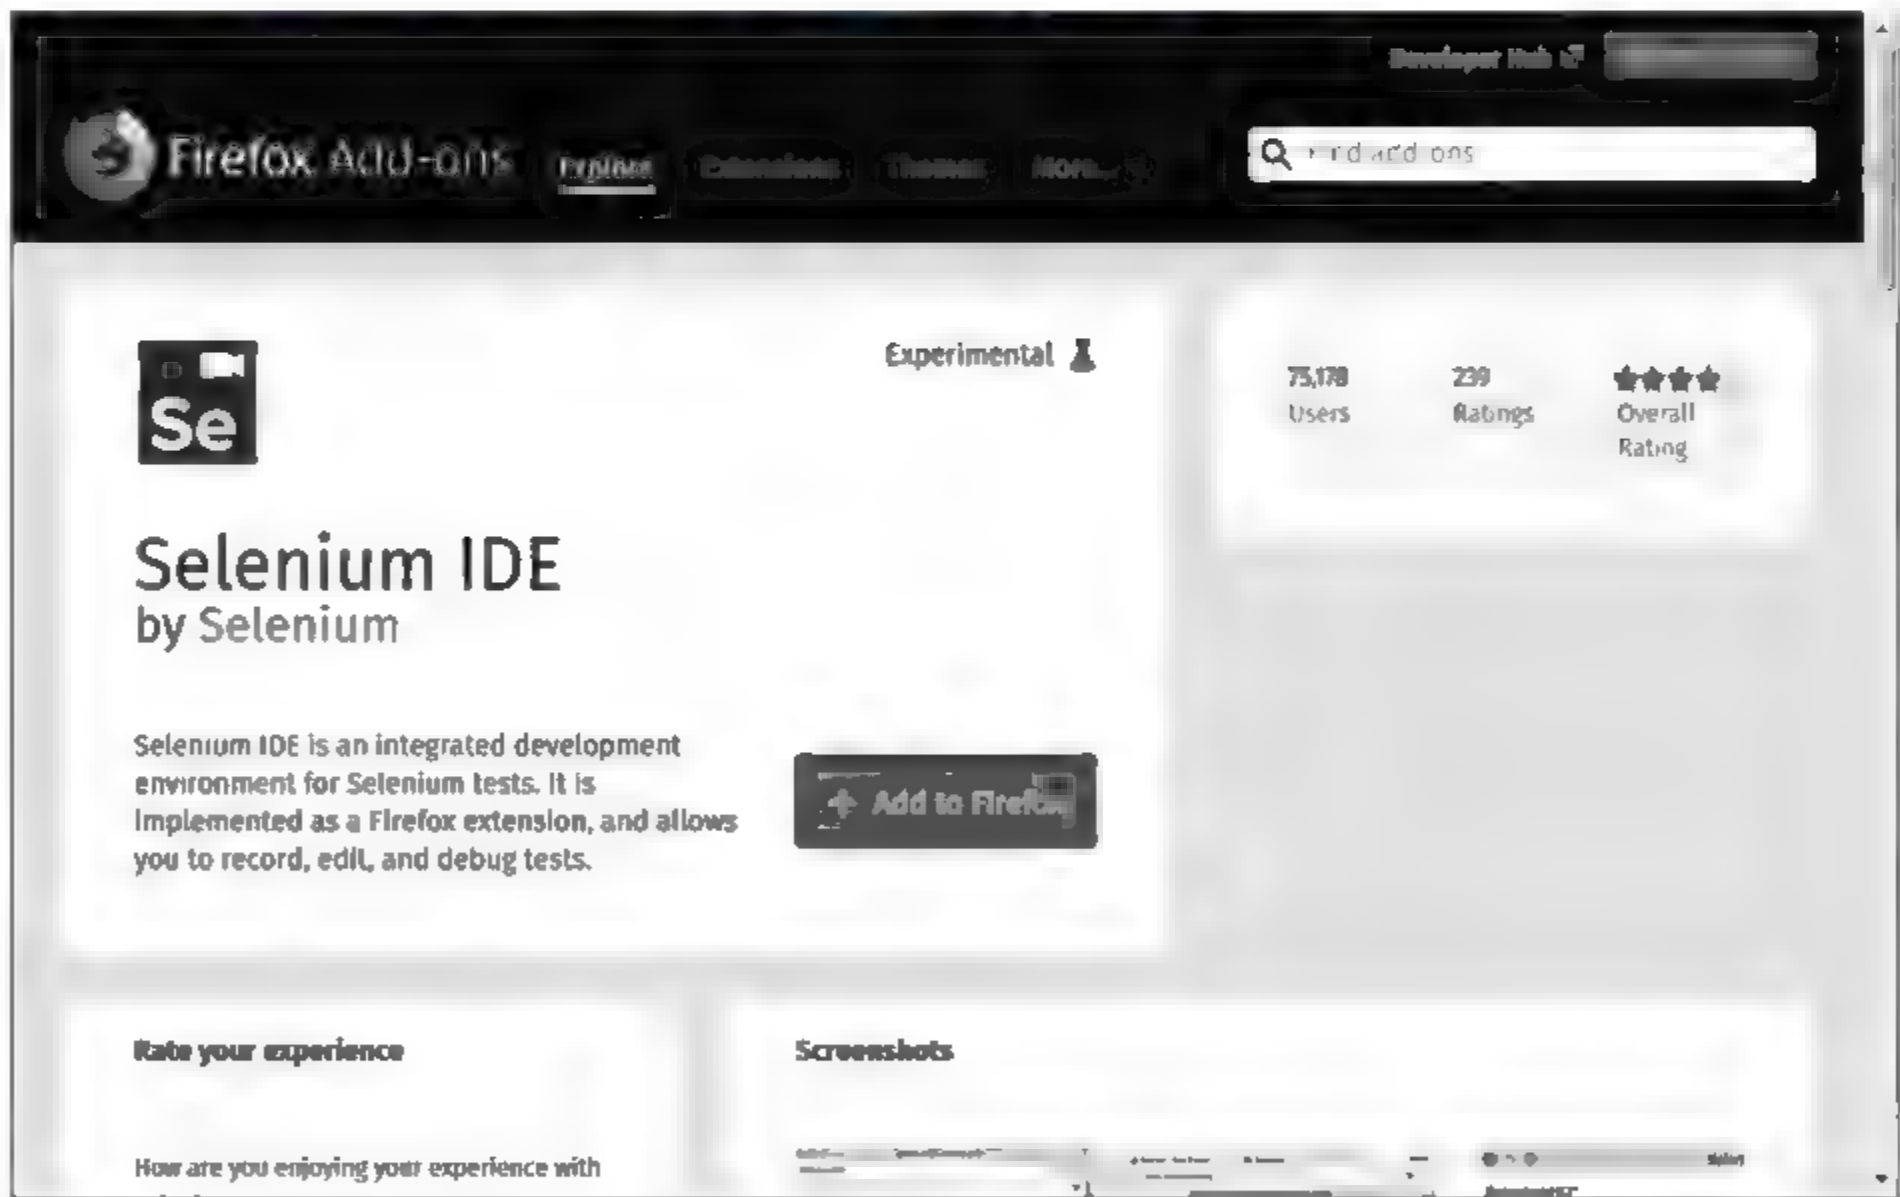 Developer Hub
Firefox Add-ons
Explore
Extensions
Themes
More...
Find add-ons
Se
Experimental
75,178
Users
239
Ratings
Overall
Rating
Selenium IDE
by Selenium
Selenium IDE is an integrated development
environment for Selenium tests. It is
implemented as a Firefox extension, and allows
you to record, edit, and debug tests.
Add to Firefox
Rate your experience
How are you enjoying your experience with
Screenshots